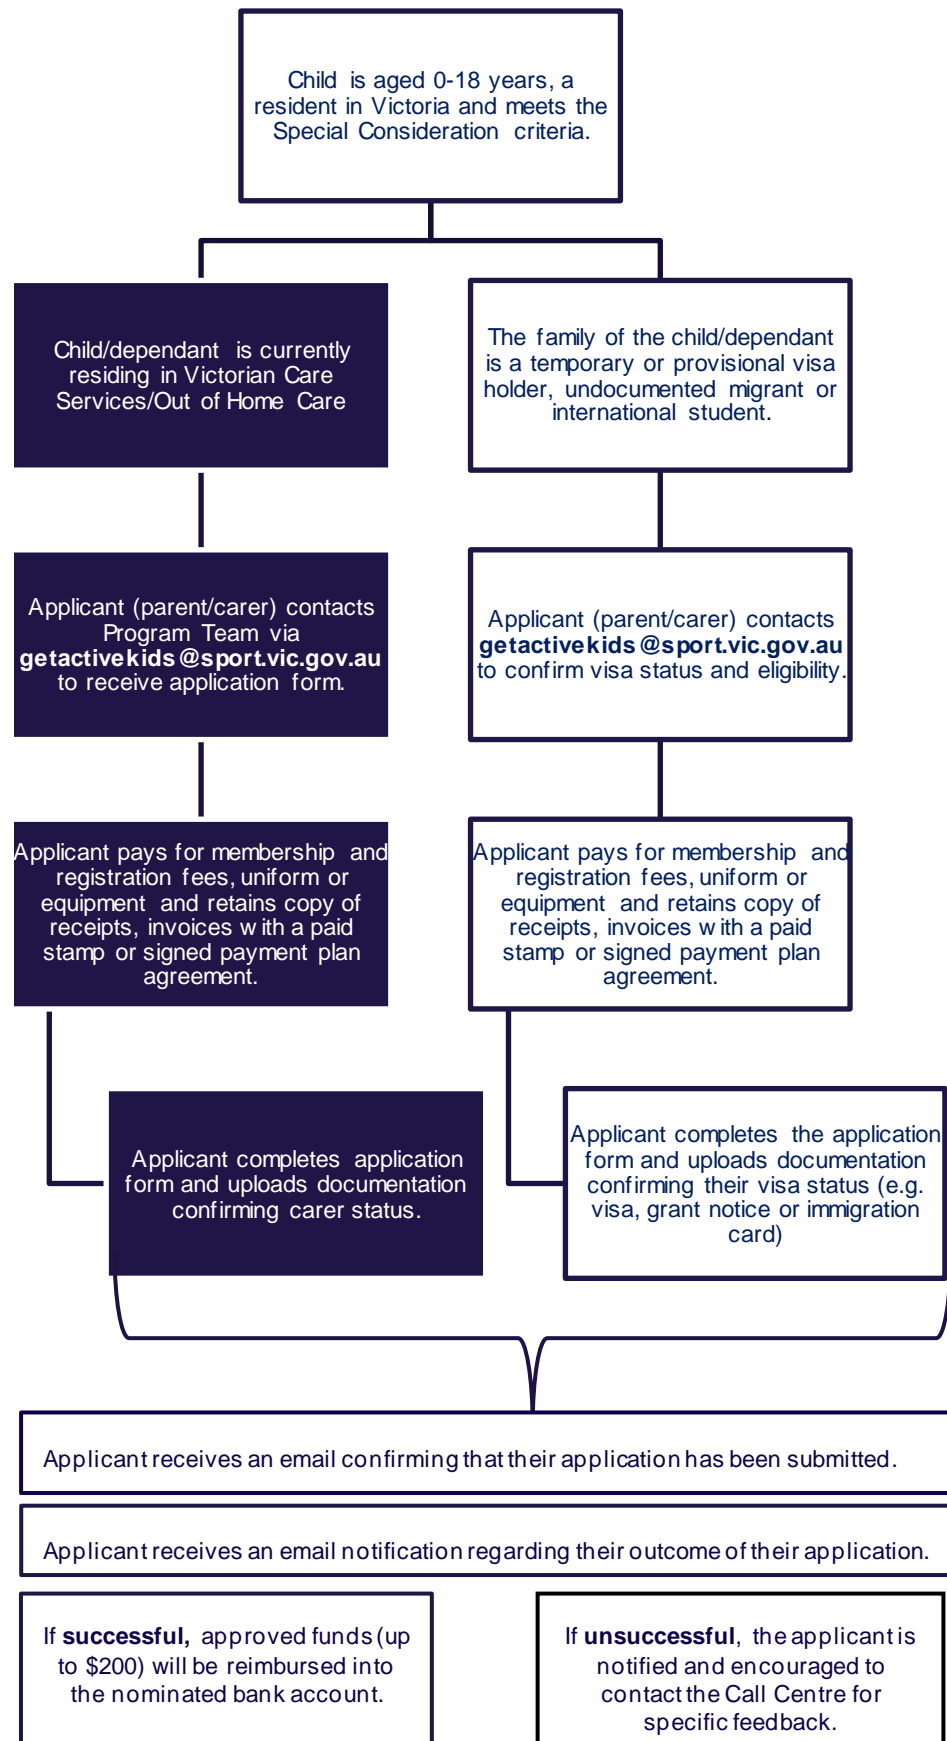 Child is aged 0-18 years, a
resident in Victoria and meets the
Special Consideration criteria.
Child/dependant is currently
residing in Victorian Care
Services/Out of Home Care
The family of the child/dependant
is a temporary or provisional visa
holder, undocumented migrant or
international student.
Applicant (parent/carer) contacts
Program Team via
getactivekids@sport.vic.gov.au
to receive application form.
Applicant (parent/carer) contacts
getactivekids@sport.vic.gov.au
to confirm visa status and eligibility.
Applicant pays for membership and
registration fees, uniform or
equipment and retains copy of
receipts, invoices with a paid
stamp or signed payment plan
agreement.
Applicant pays for membership and
registration fees, uniform or
equipment and retains copy of
receipts, invoices with a paid
stamp or signed payment plan
agreement.
Applicant completes application
form and uploads documentation
confirming carer status.
Applicant completes the application
form and uploads documentation
confirming their visa status (e.g.
visa, grant notice or immigration
card)
Applicant receives an email confirming that their application has been submitted.
Applicant receives an email notification regarding their outcome of their application.
If successful, approved funds (up
to $200) will be reimbursed into
the nominated bank account.
If unsuccessful, the applicant is
notified and encouraged to
contact the Call Centre for
specific feedback.